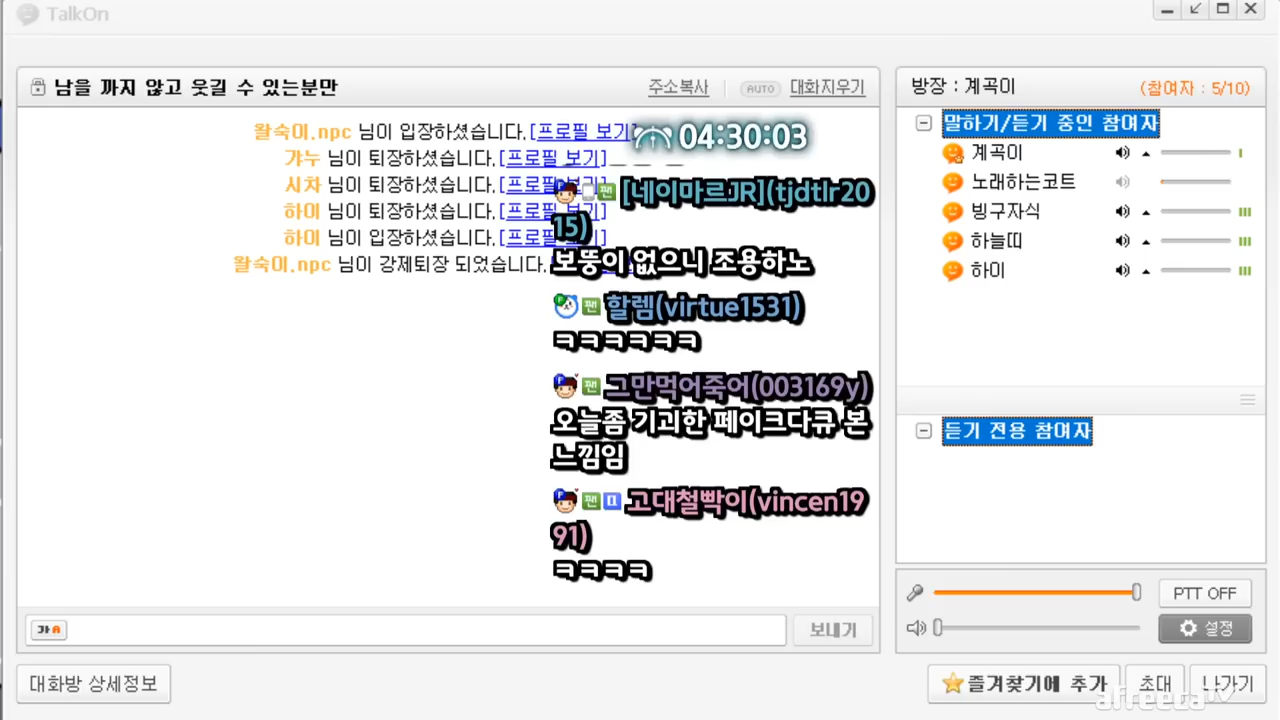 TalkOn
남을 까지 않고 웃길 수 있는분만
주소복사
AUTO
대화지우기
왈숙이.npc 님이 입장하셨습니다.[프로필 보기]
갸누 님이 퇴장하셨습니다.[프로필 보기]
시차 님이 퇴장하셨습니다.[프로필 보기]
하이 님이 퇴장하셨습니다.[프로필 보기]
하이 님이 입장하셨습니다.[프로필 보기]
왈숙이.npc 님이 강제퇴장 되었습니다.
04:30:03
팬 [네이마르JR](tjdtlr20
15)
보뚱이 없으니 조용하노
팬 할렘(virtue1531)
ㅋㅋㅋㅋㅋㅋ
팬 그만먹어죽어(003169y)
오늘좀 기괴한 페이크다큐 본
느낌임
팬 고대철빡이(vincen19
91)
ㅋㅋㅋㅋ
가A
보내기
대화방 상세정보
방장 : 계곡이
(참여자 : 5/10)
말하기/듣기 중인 참여자
계곡이
노래하는코트
빙구자식
하늘띠
하이
듣기 전용 참여자
PTT OFF
설정
즐겨찾기에 추가
초대
나가기
afreecaTV